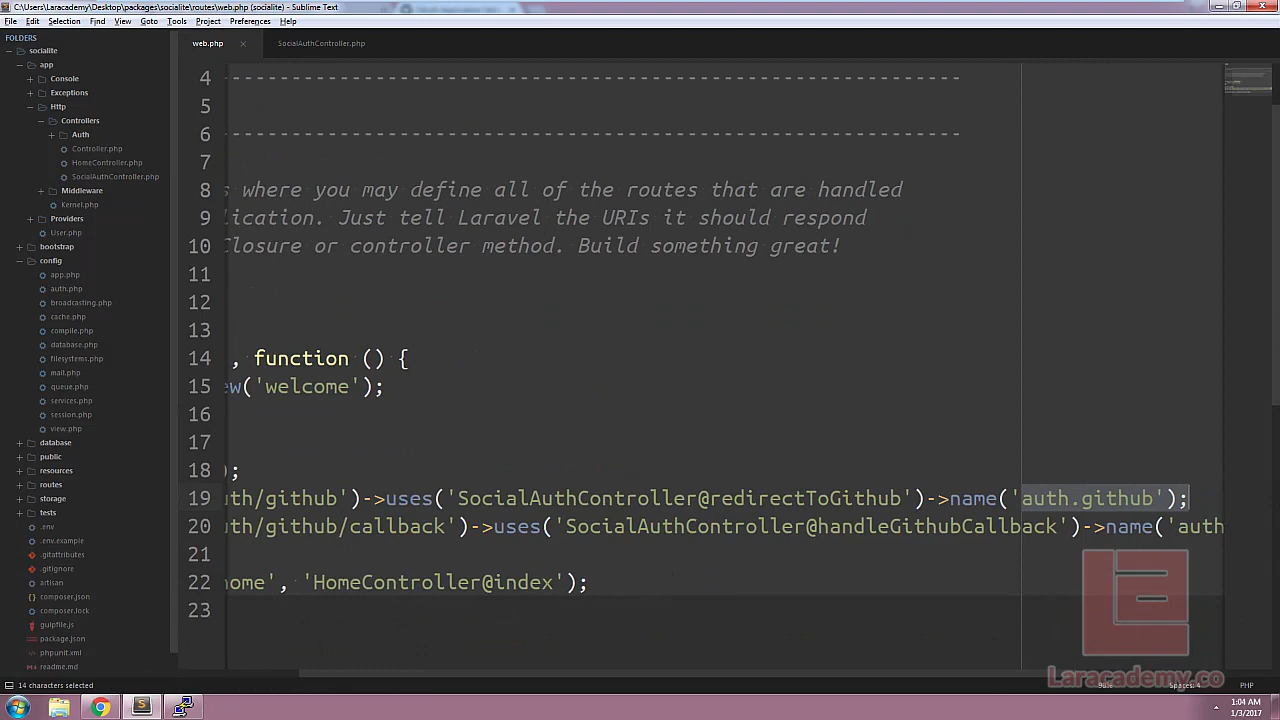 C:\Users\Laracademy\Desktop\packages\socialite\routes\web.php (socialite) - Sublime Text
File Edit Selection Find View Goto Tools Project Preferences Help
FOLDERS
socialite
app
Console
Exceptions
Http
Controllers
Auth
Controller.php
HomeController.php
SocialAuthController.php
Middleware
Kernel.php
Providers
User.php
bootstrap
config
app.php
auth.php
broadcasting.php
cache.php
compile.php
database.php
filesystems.php
mail.php
queue.php
services.php
session.php
view.php
database
public
resources
routes
storage
tests
.env
.env.example
.gitattributes
.gitignore
artisan
composer.json
composer.lock
gulpfile.js
package.json
phpunit.xml
readme.md
web.php × SocialAuthController.php
4 -------------------------------------------------------------
5
6 -------------------------------------------------------------
7
8 s where you may define all of the routes that are handled
9 lication. Just tell Laravel the URIs it should respond
10 Closure or controller method. Build something great!
11
12
13
14 , function () {
15 ew('welcome');
16
17
18 );
19 uth/github')->uses('SocialAuthController@redirectToGithub')->name('auth.github');
20 uth/github/callback')->uses('SocialAuthController@handleGithubCallback')->name('auth
21
22 home', 'HomeController@index');
23
Laracademy.co
14 characters selected
Spaces: 4
PHP
1:04 AM
1/3/2017